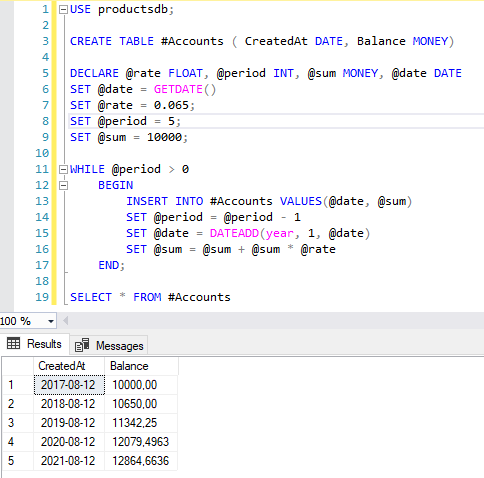 1 USE productsdb;
2
3 CREATE TABLE #Accounts ( CreatedAt DATE, Balance MONEY)
4
5 DECLARE @rate FLOAT, @period INT, @sum MONEY, @date DATE
6 SET @date = GETDATE()
7 SET @rate = 0.065;
8 SET @period = 5;
9 SET @sum = 10000;
10
11 WHILE @period > 0
12 BEGIN
13 INSERT INTO #Accounts VALUES(@date, @sum)
14 SET @period = @period - 1
15 SET @date = DATEADD(year, 1, @date)
16 SET @sum = @sum + @sum * @rate
17 END;
18
19 SELECT * FROM #Accounts
100 %
Results Messages
CreatedAt Balance
1 2017-08-12 10000,00
2 2018-08-12 10650,00
3 2019-08-12 11342,25
4 2020-08-12 12079,4963
5 2021-08-12 12864,6636